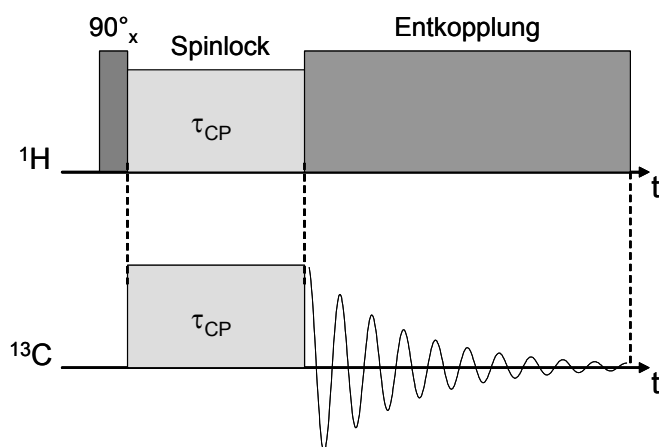 90°x
Spinlock
Entkopplung
τCP
¹H
t
τCP
¹³C
t